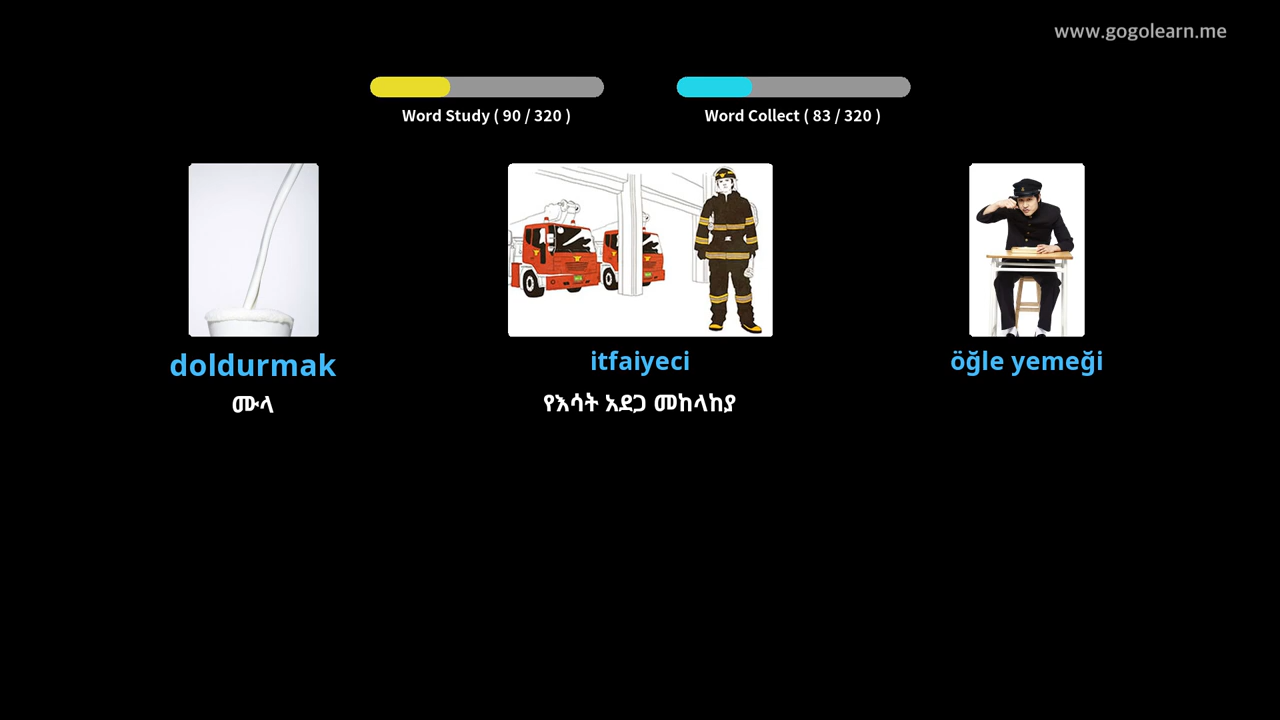 www.gogolearn.me
Word Study ( 90 / 320 )
Word Collect ( 83 / 320 )
doldurmak
itfaiyeci
öğle yemeği
ሙላ
የእሳት አደጋ መከላከያ